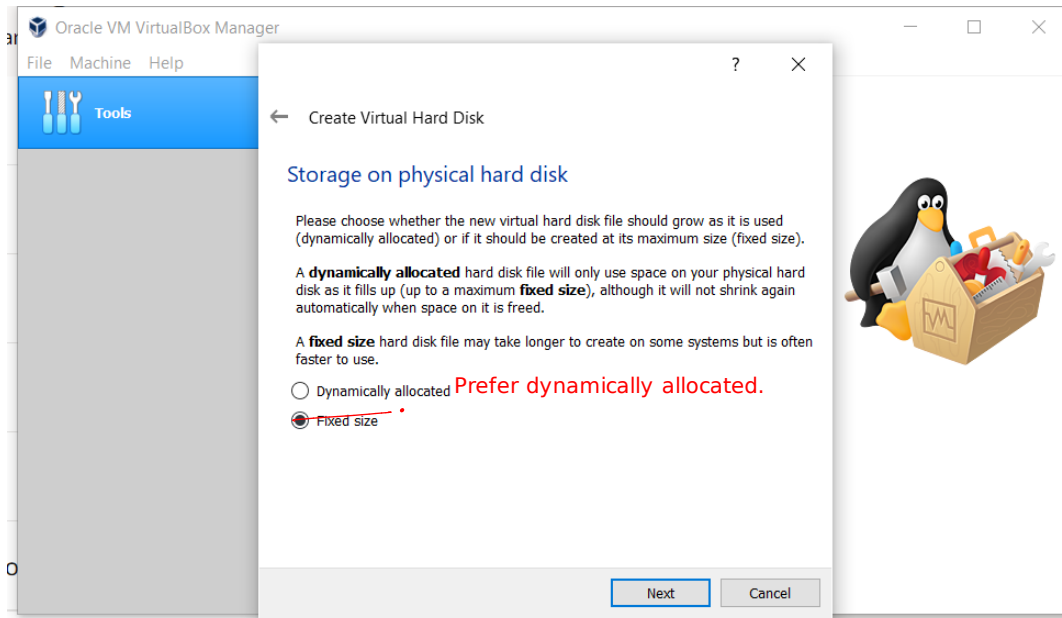 Oracle VM VirtualBox Manager
File Machine Help
?
Tools
Create Virtual Hard Disk
Storage on physical hard disk
Please choose whether the new virtual hard disk file should grow as it is used
(dynamically allocated) or if it should be created at its maximum size (fixed size).
A dynamically allocated hard disk file will only use space on your physical hard
disk as it fills up (up to a maximum fixed size), although it will not shrink again
automatically when space on it is freed.
A fixed size hard disk file may take longer to create on some systems but is often
faster to use.
Dynamically allocated Prefer dynamically allocated.
Fixed size
Next Cancel